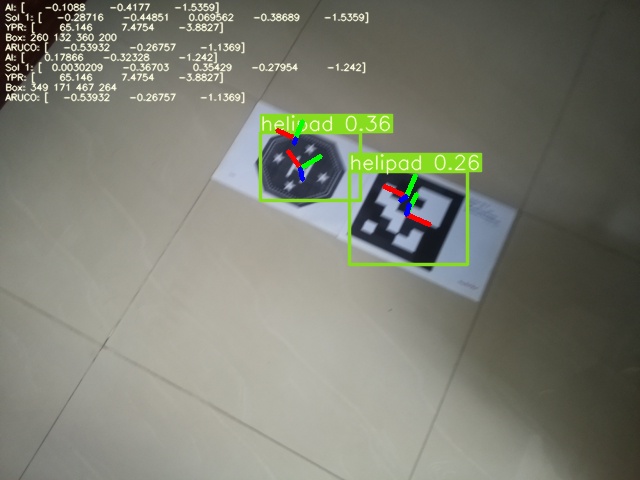 AI: [ -0.1088 -0.4177 -1.5359]
Sol 1: [ -0.28716 -0.44851 0.069562 -0.38689 -1.5359]
YPR: [ 65.146 7.4754 -3.8827]
Box: 260 132 360 200
ARUCO: [ -0.53932 -0.26757 -1.1369]
AI: [ 0.17866 -0.32328 -1.242]
Sol 1: [ 0.0030209 -0.36703 0.35429 -0.27954 -1.242]
YPR: [ 65.146 7.4754 -3.8827]
Box: 349 171 467 264
ARUCO: [ -0.53932 -0.26757 -1.1369]
helipad 0.36
helipad 0.26